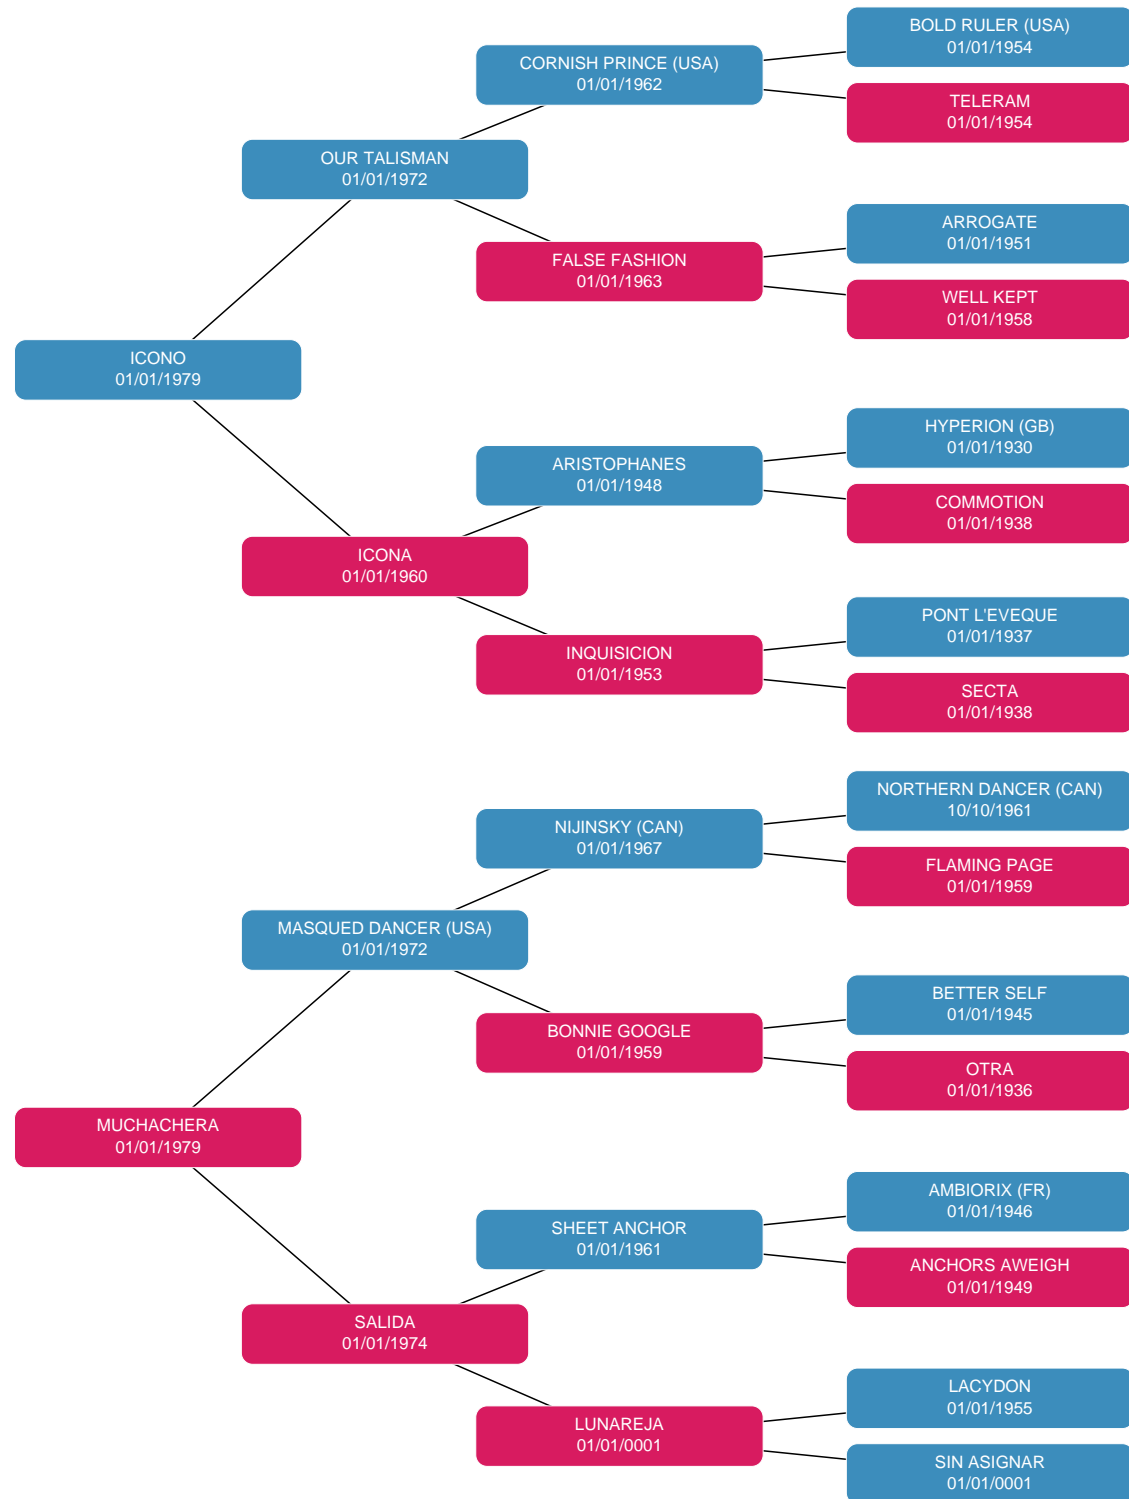 BOLD RULER (USA)
01/01/1954
CORNISH PRINCE (USA)
01/01/1962
TELERAM
01/01/1954
OUR TALISMAN
01/01/1972
ARROGATE
01/01/1951
FALSE FASHION
01/01/1963
WELL KEPT
01/01/1958
ICONO
01/01/1979
HYPERION (GB)
01/01/1930
ARISTOPHANES
01/01/1948
COMMOTION
01/01/1938
ICONA
01/01/1960
PONT L'EVEQUE
01/01/1937
INQUISICION
01/01/1953
SECTA
01/01/1938
NORTHERN DANCER (CAN)
10/10/1961
NIJINSKY (CAN)
01/01/1967
FLAMING PAGE
01/01/1959
MASQUED DANCER (USA)
01/01/1972
BETTER SELF
01/01/1945
BONNIE GOOGLE
01/01/1959
OTRA
01/01/1936
MUCHACHERA
01/01/1979
AMBIORIX (FR)
01/01/1946
SHEET ANCHOR
01/01/1961
ANCHORS AWEIGH
01/01/1949
SALIDA
01/01/1974
LACYDON
01/01/1955
LUNAREJA
01/01/0001
SIN ASIGNAR
01/01/0001